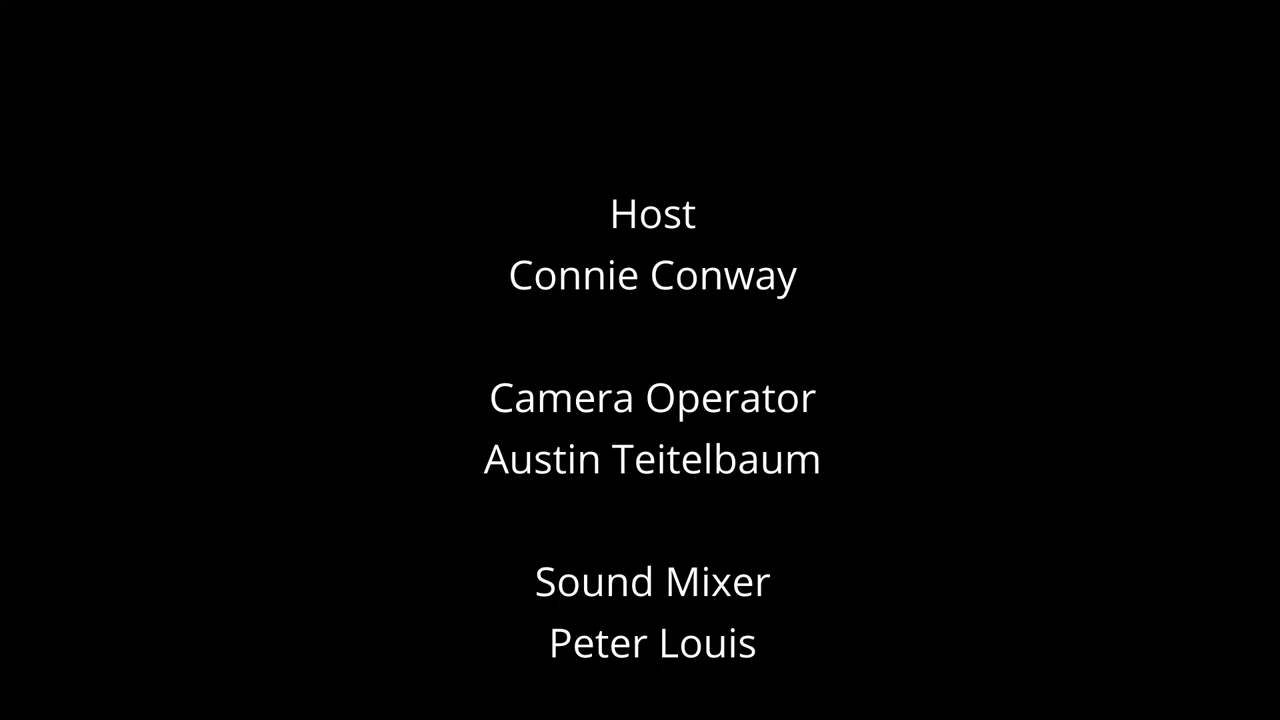 Host
Connie Conway
Camera Operator
Austin Teitelbaum
Sound Mixer
Peter Louis